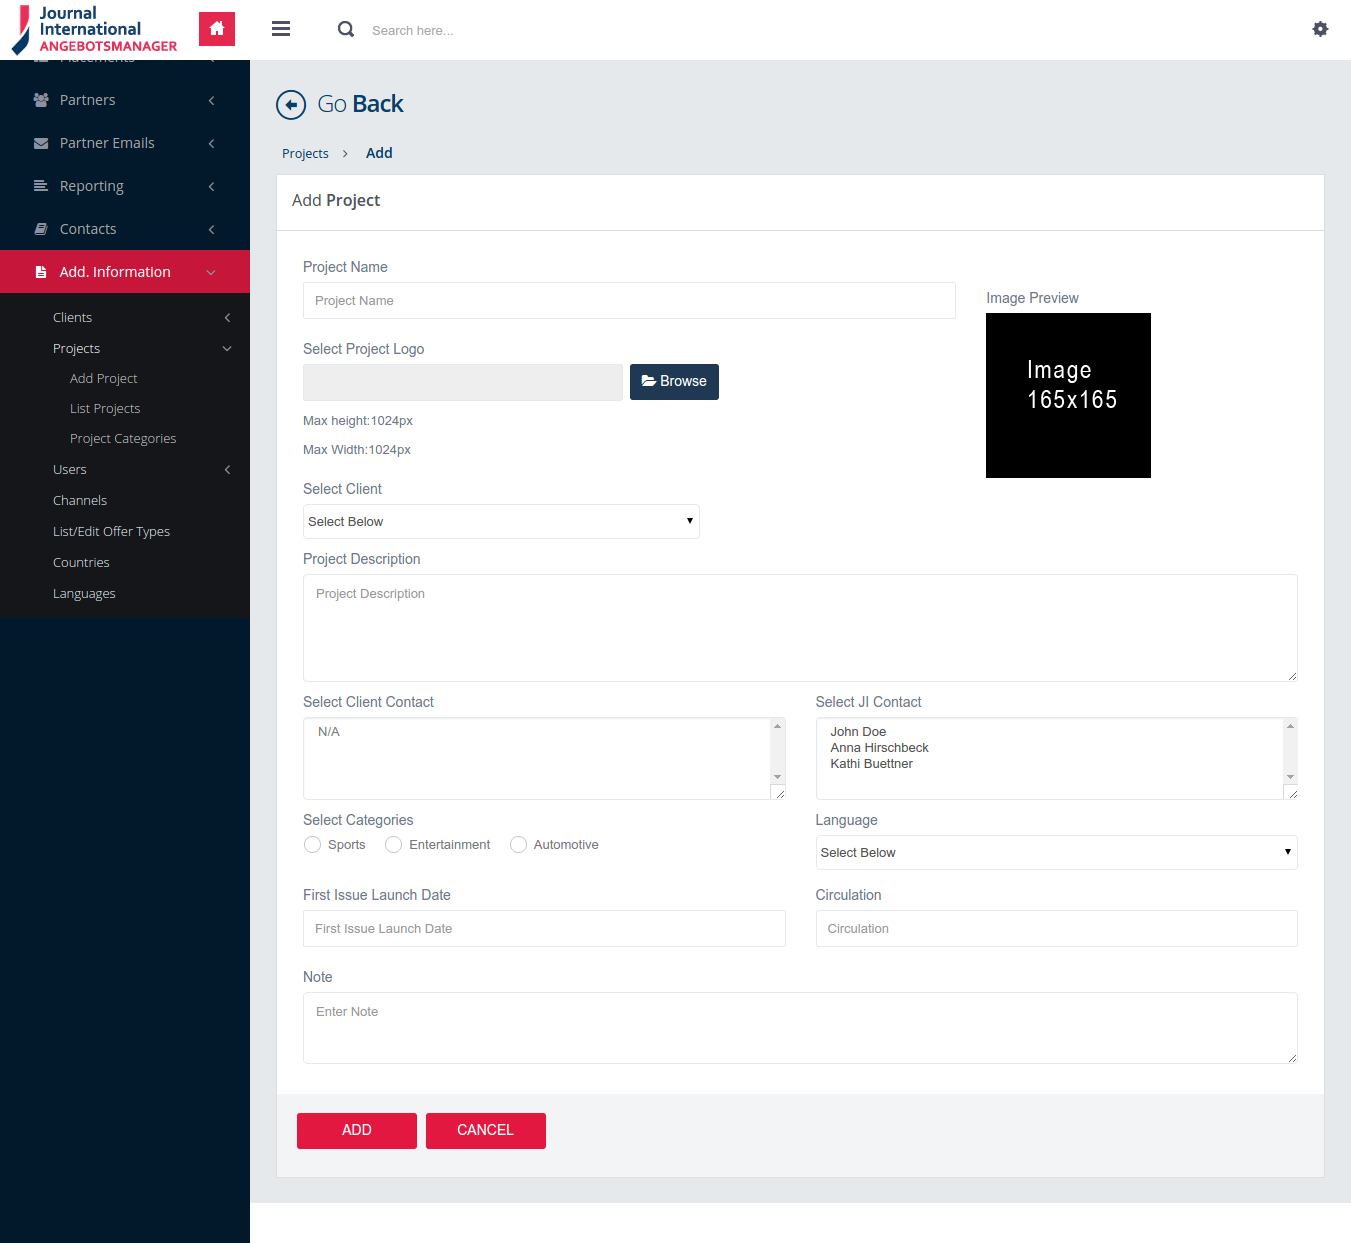 Journal
International
ANGEBOTSMANAGER
Search here...
Placements
Partners
Partner Emails
Reporting
Contacts
Add. Information
Clients
Projects
Add Project
List Projects
Project Categories
Users
Channels
List/Edit Offer Types
Countries
Languages
Go Back
Projects > Add
Add Project
Project Name
Project Name
Image Preview
Image
165x165
Select Project Logo
Browse
Max height:1024px
Max Width:1024px
Select Client
Select Below
Project Description
Project Description
Select Client Contact
N/A
Select JI Contact
John Doe
Anna Hirschbeck
Kathi Buettner
Select Categories
Sports Entertainment Automotive
Language
Select Below
First Issue Launch Date
First Issue Launch Date
Circulation
Circulation
Note
Enter Note
ADD CANCEL